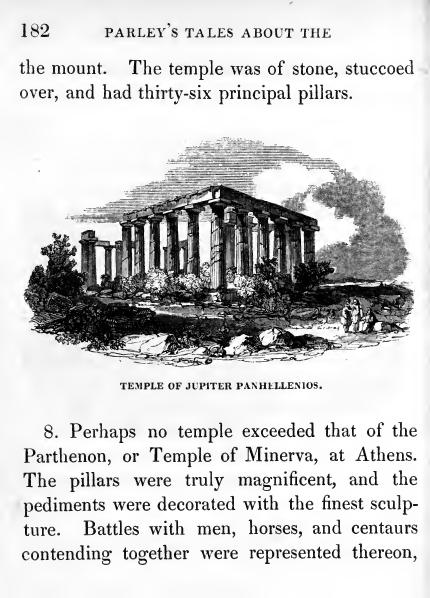 182 PARLEY'S TALES ABOUT THE
the mount. The temple was of stone, stuccoed
over, and had thirty-six principal pillars.
TEMPLE OF JUPITER PANHELLENIOS.
8. Perhaps no temple exceeded that of the
Parthenon, or Temple of Minerva, at Athens.
The pillars were truly magnificent, and the
pediments were decorated with the finest sculp-
ture. Battles with men, horses, and centaurs
contending together were represented thereon,